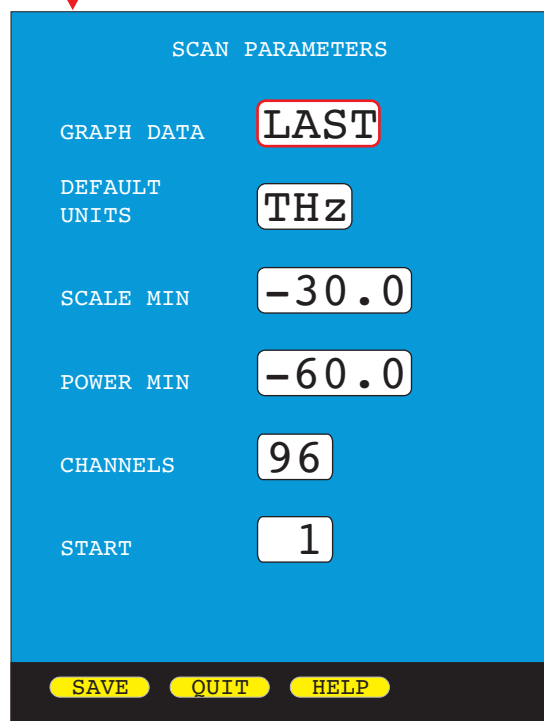 SCAN PARAMETERS
GRAPH DATA LAST
DEFAULT
UNITS THz
SCALE MIN -30.0
POWER MIN -60.0
CHANNELS 96
START 1
SAVE QUIT HELP